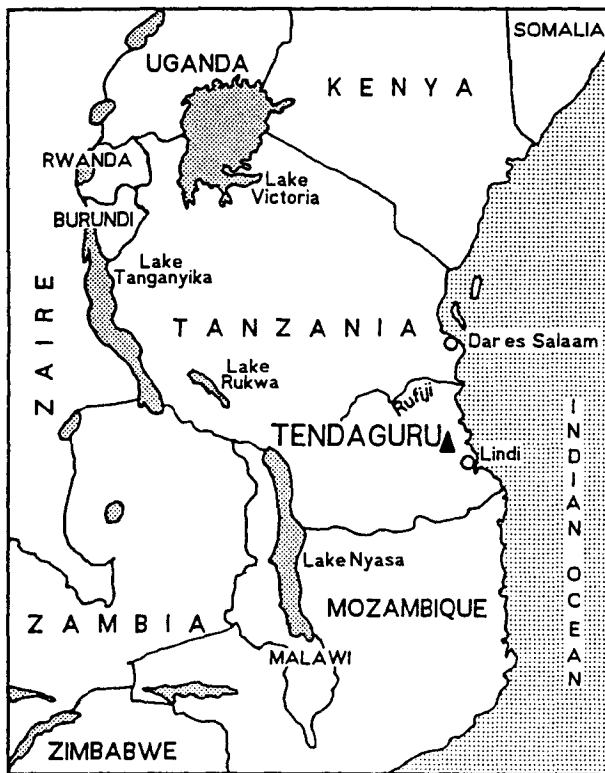 SOMALIA
UGANDA
KENYA
RWANDA
Lake
Victoria
BURUNDI
Lake
Tanganyika
ZAIRE
TANZANIA
Dar es Salaam
Lake
Rukwa
Rufiji
TENDAGURU
Lindi
INDIAN OCEAN
Lake Nyasa
ZAMBIA
MOZAMBIQUE
MALAWI
ZIMBABWE